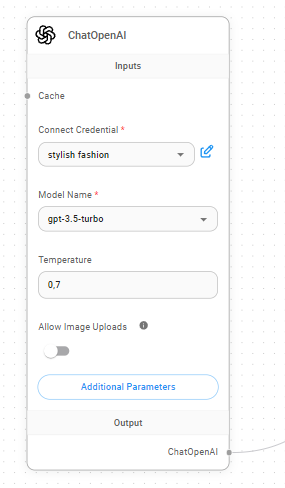 ChatOpenAI
Inputs
Cache
Connect Credential *
stylish fashion
Model Name *
gpt-3.5-turbo
Temperature
0,7
Allow Image Uploads
Additional Parameters
Output
ChatOpenAI